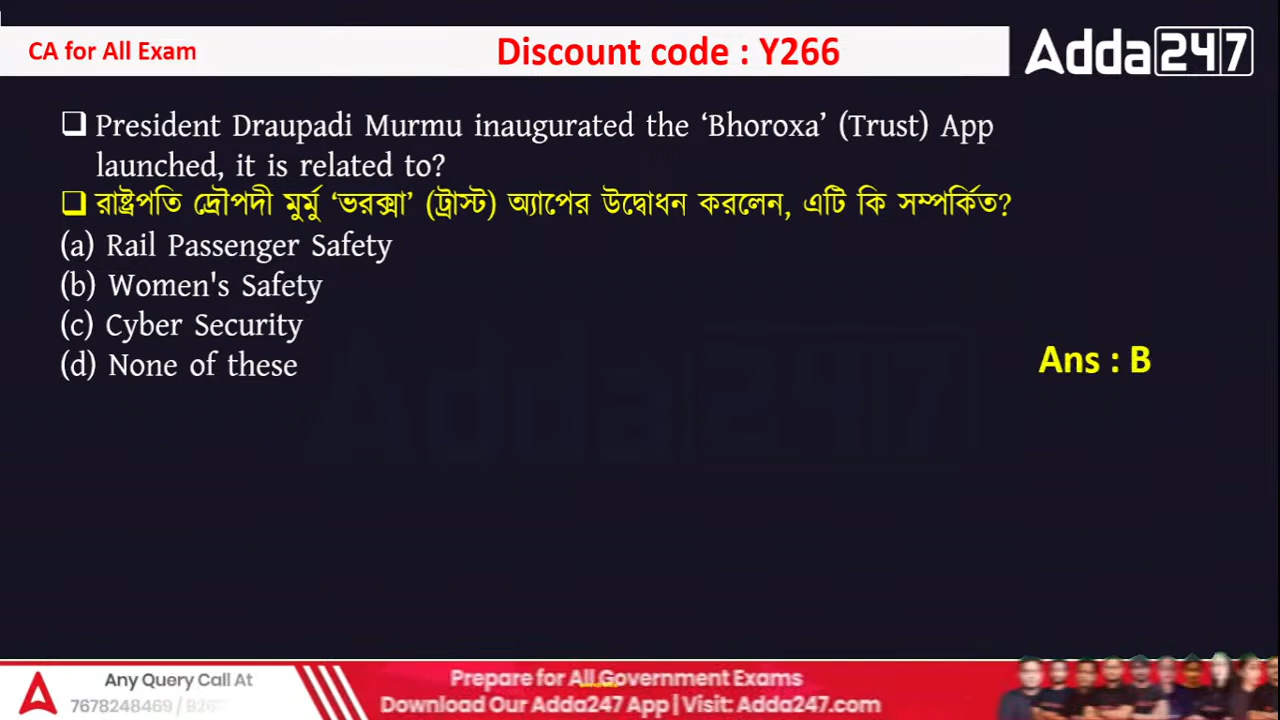 CA for All Exam
Discount code : Y266
Adda247
President Draupadi Murmu inaugurated the ‘Bhoroxa’ (Trust) App
launched, it is related to?
রাষ্ট্রপতি দ্রৌপদী মুর্মু ‘ভরক্সা’ (ট্রাস্ট) অ্যাপের উদ্বোধন করলেন, এটি কি সম্পর্কিত?
(a) Rail Passenger Safety
(b) Women's Safety
(c) Cyber Security
(d) None of these
Ans : B
Adda247
Any Query Call At
7678248469 /
Prepare for All Government Exams
Download Our Adda247 App | Visit: Adda247.com